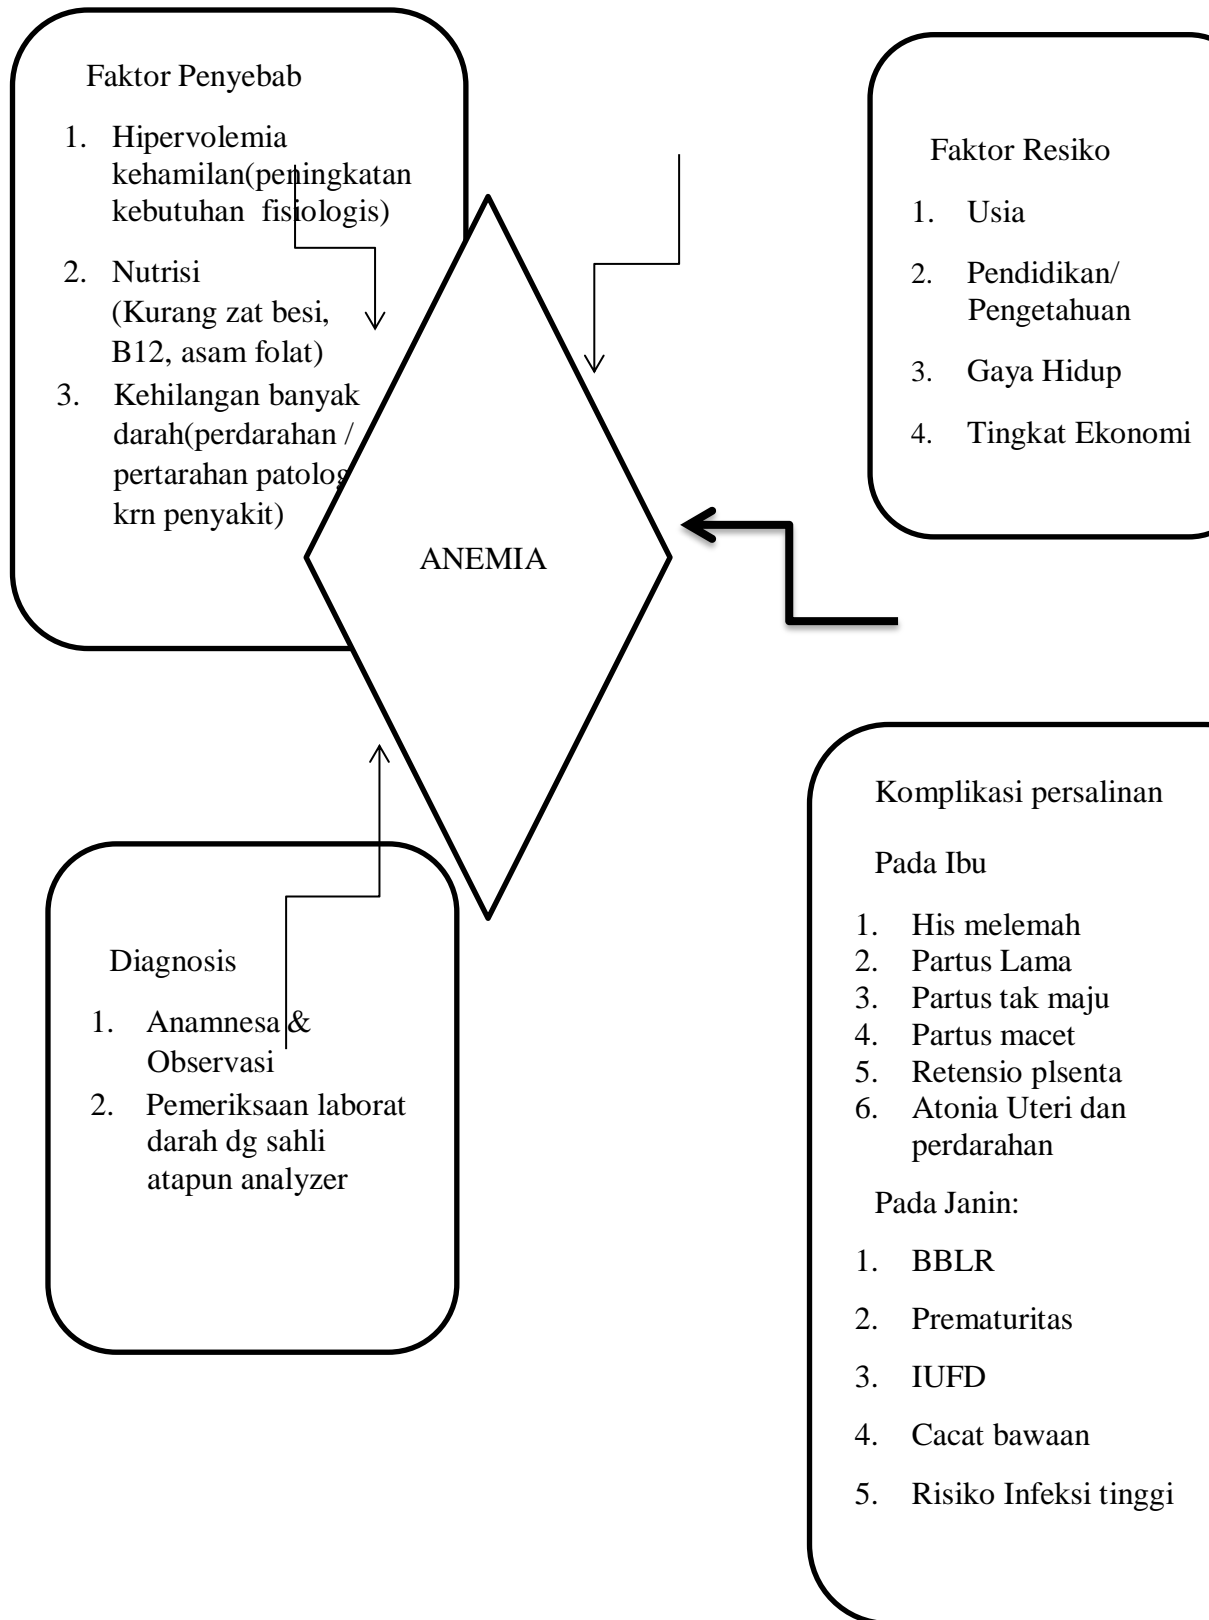 Faktor Penyebab
1. Hipervolemia
kehamilan(peningkatan
kebutuhan fisiologis)
2. Nutrisi
(Kurang zat besi,
B12, asam folat)
3. Kehilangan banyak
darah(perdarahan /
pertarahan patolog
krn penyakit)
ANEMIA
Faktor Resiko
1. Usia
2. Pendidikan/
Pengetahuan
3. Gaya Hidup
4. Tingkat Ekonomi
Diagnosis
1. Anamnesa &
Observasi
2. Pemeriksaan laborat
darah dg sahli
atapun analyzer
Komplikasi persalinan
Pada Ibu
1. His melemah
2. Partus Lama
3. Partus tak maju
4. Partus macet
5. Retensio plsenta
6. Atonia Uteri dan
perdarahan
Pada Janin:
1. BBLR
2. Prematuritas
3. IUFD
4. Cacat bawaan
5. Risiko Infeksi tinggi